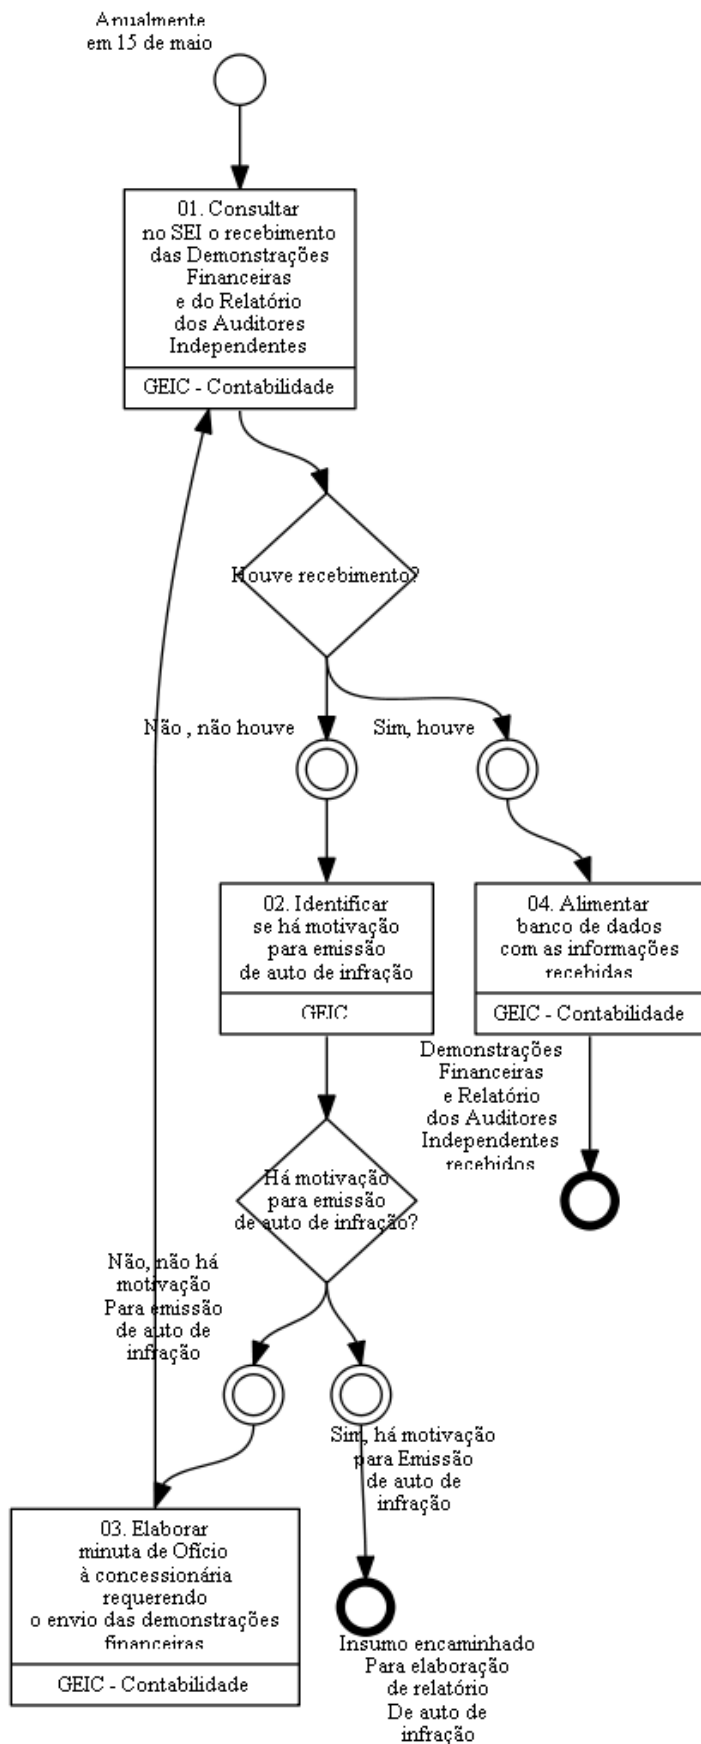 Anualmente
em 15 de maio
01. Consultar
no SEI o recebimento
das Demonstrações
Financeiras
e do Relatório
dos Auditores
Independentes
GEIC - Contabilidade
Houve recebimento?
Não , não houve
Sim, houve
02. Identificar
se há motivação
para emissão
de auto de infração
GEIC
04. Alimentar
banco de dados
com as informações
recebidas
GEIC - Contabilidade
Demonstrações
Financeiras
e Relatório
dos Auditores
Independentes
recebidos
Há motivação
para emissão
de auto de infração?
Não, não há
motivação
Para emissão
de auto de
infração
Sim, há motivação
para Emissão
de auto de
infração
03. Elaborar
minuta de Ofício
à concessionária
requerendo
o envio das demonstrações
financeiras
GEIC - Contabilidade
Insumo encaminhado
Para elaboração
de relatório
De auto de
infração